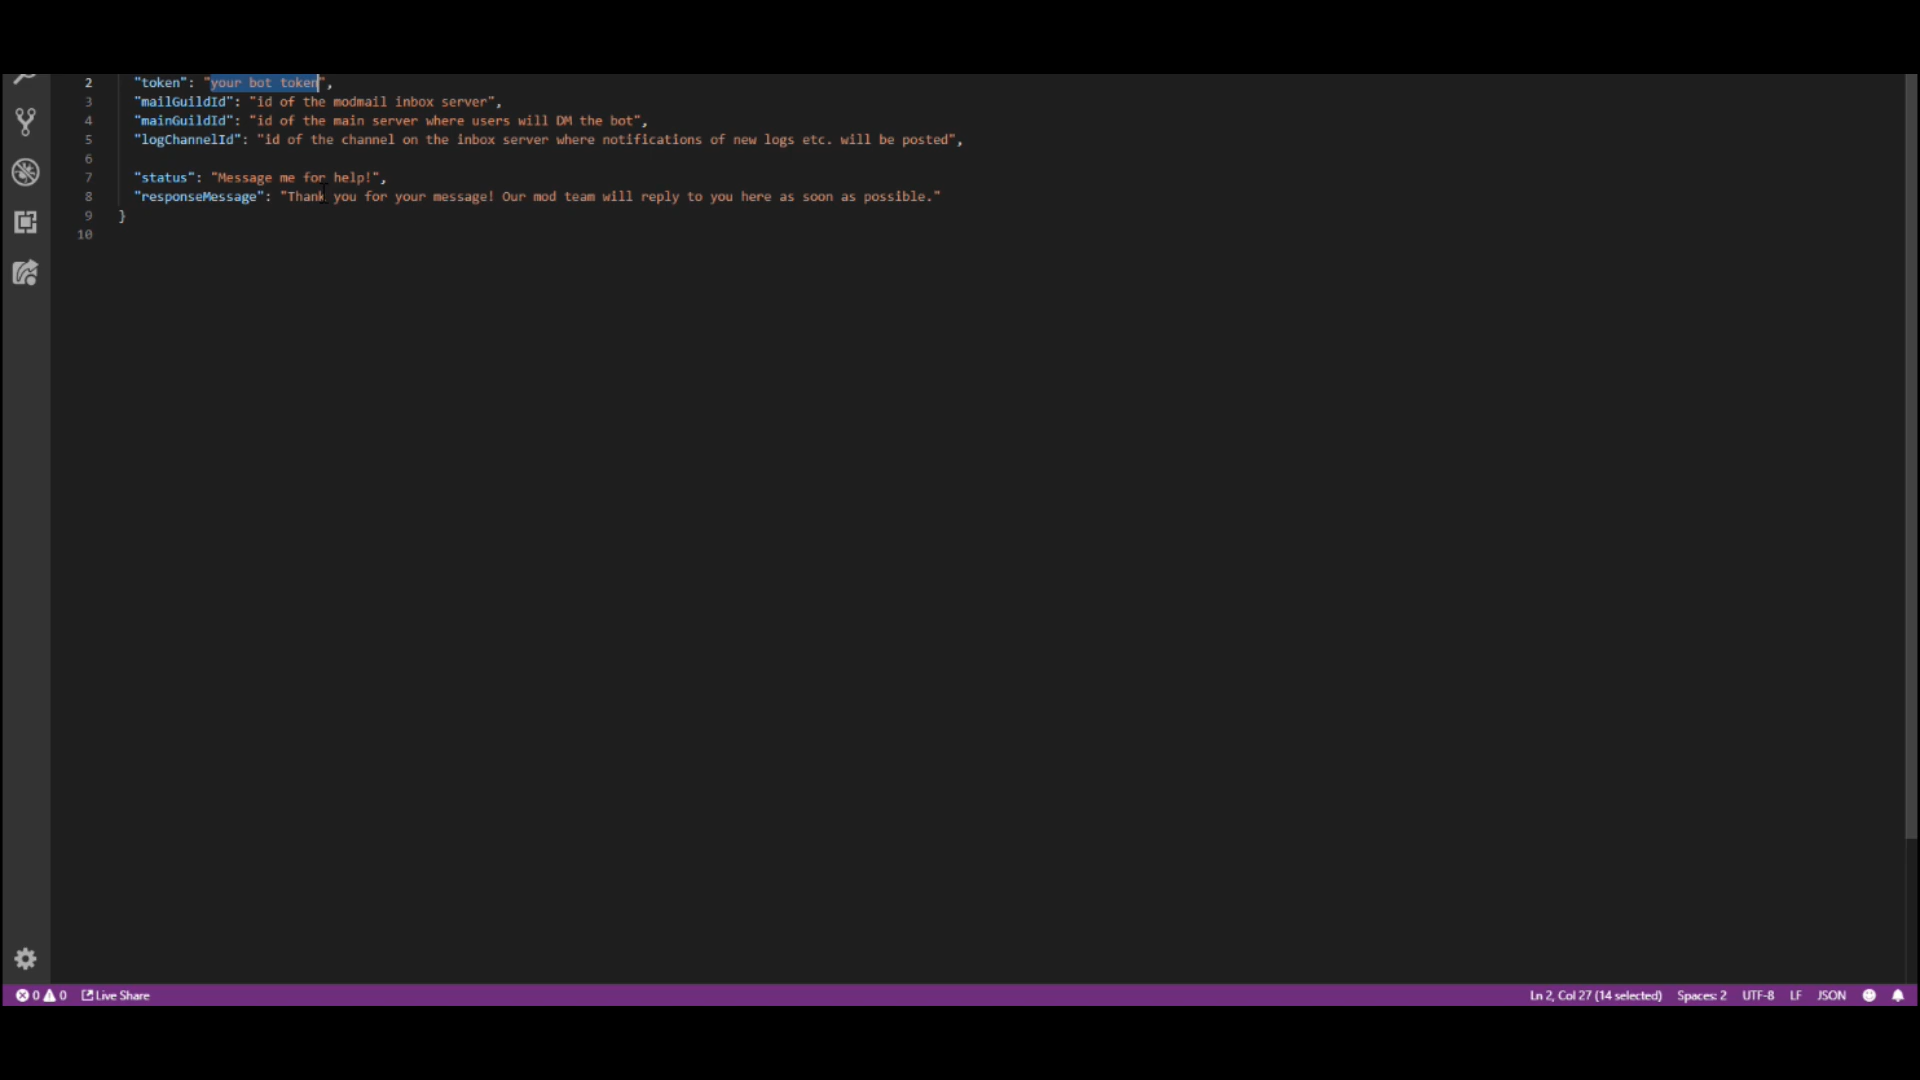 2 "token": "your bot token",
3 "mailGuildId": "id of the modmail inbox server",
4 "mainGuildId": "id of the main server where users will DM the bot",
5 "logChannelId": "id of the channel on the inbox server where notifications of new logs etc. will be posted",
6
7 "status": "Message me for help!",
8 "responseMessage": "Thank you for your message! Our mod team will reply to you here as soon as possible."
9 }
10
0 0 Live Share Ln 2, Col 27 (14 selected) Spaces: 2 UTF-8 LF JSON